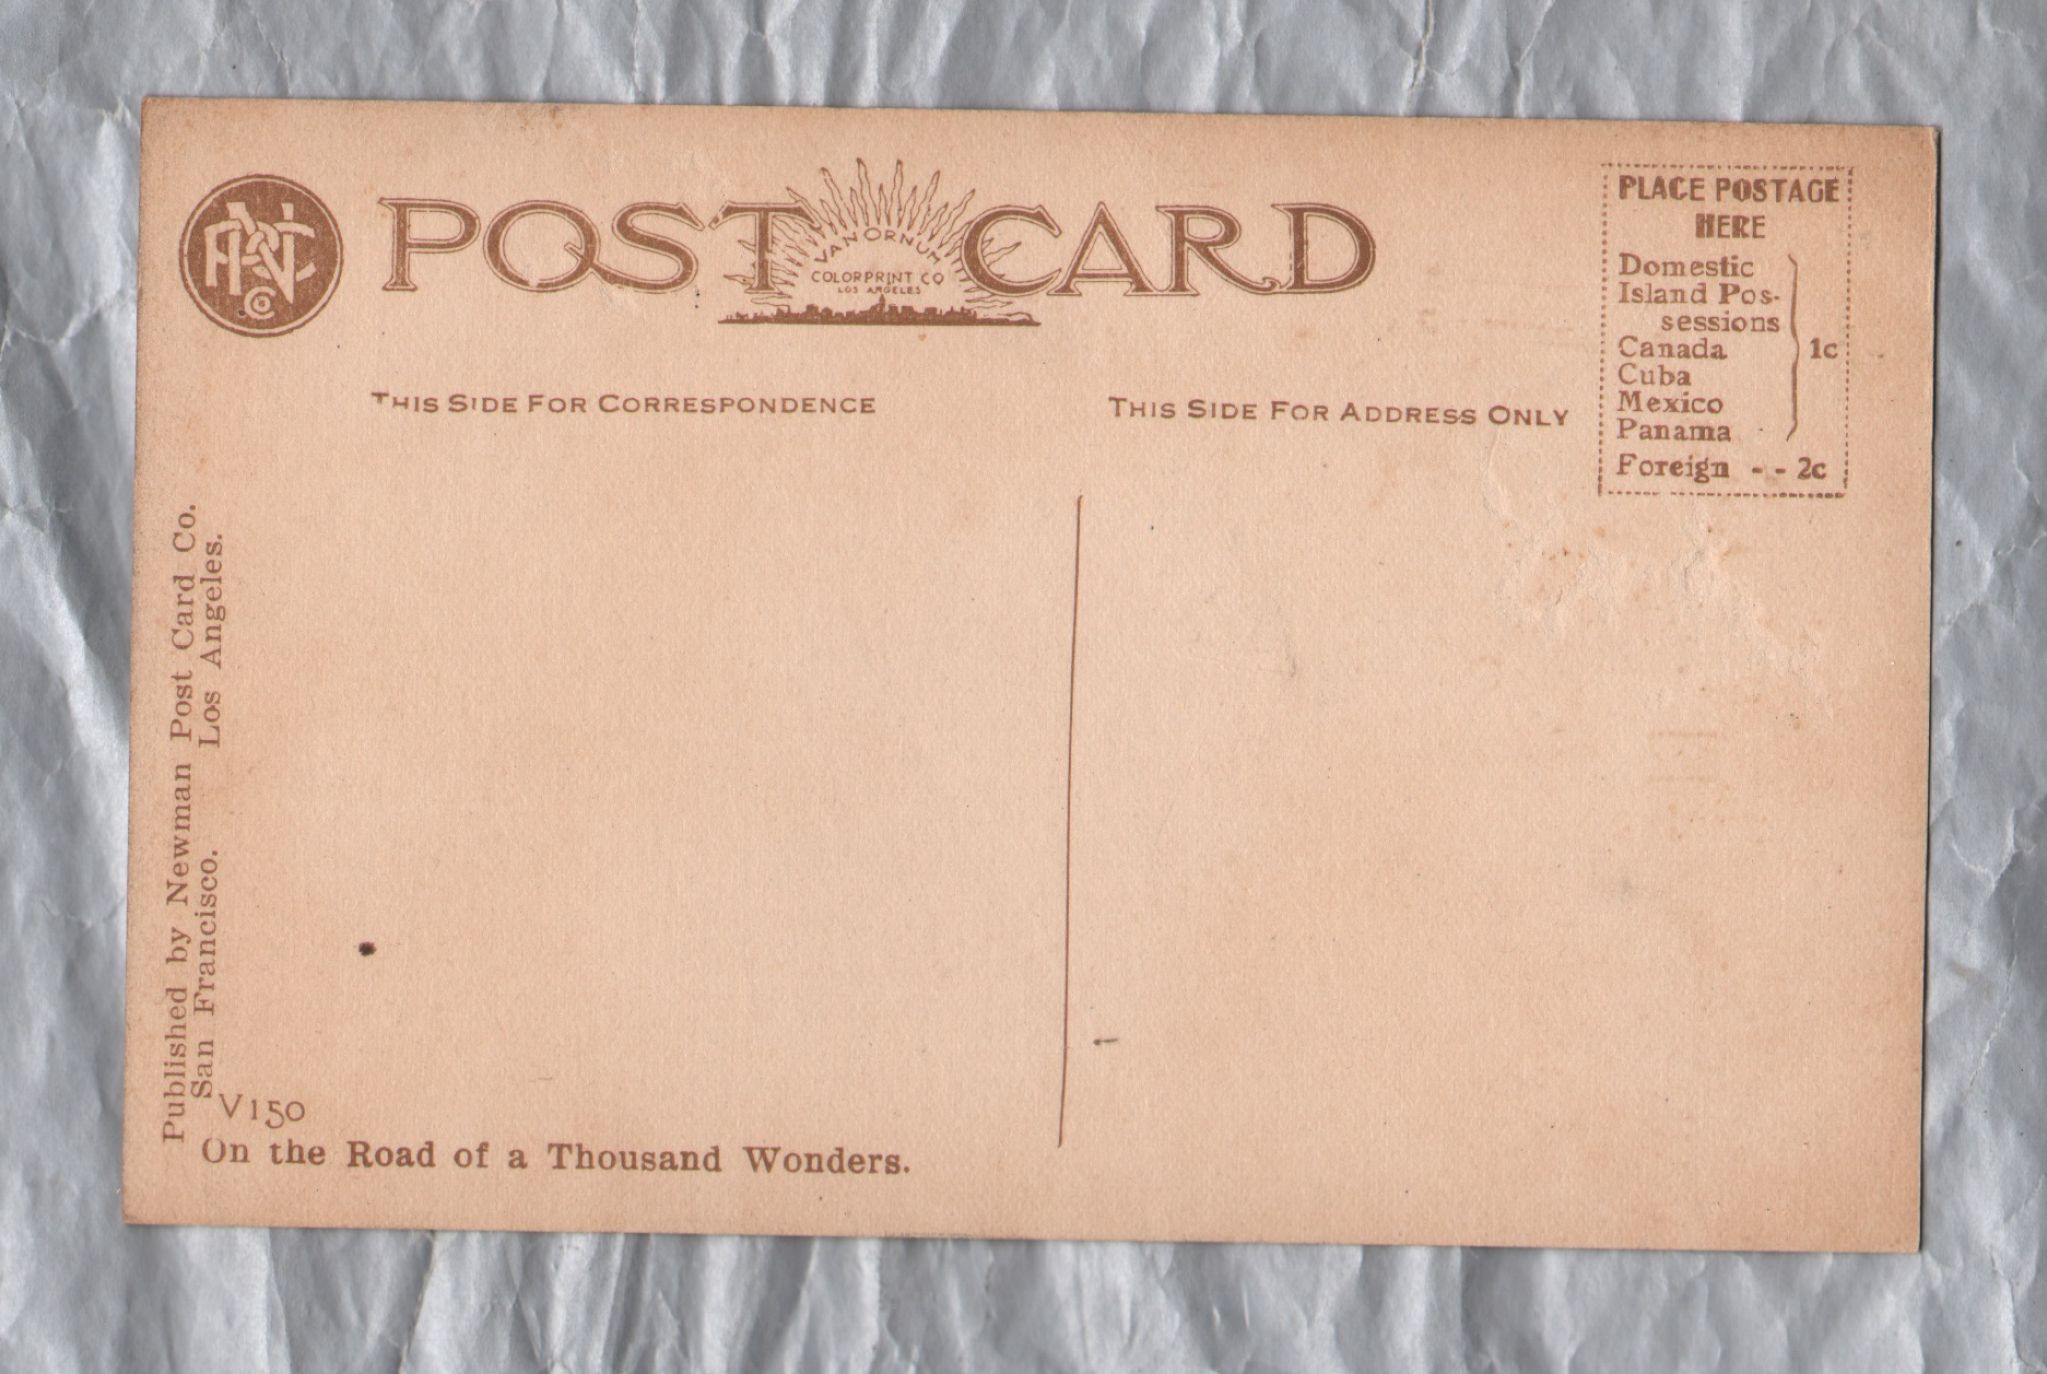 POST CARD
VAN ORNUM
COLORPRINT CO
LOS ANGELES
PLACE POSTAGE
HERE
Domestic
Island Pos-
sessions
Canada
Cuba
Mexico
Panama
1c
Foreign - - 2c
THIS SIDE FOR CORRESPONDENCE
THIS SIDE FOR ADDRESS ONLY
Published by Newman Post Card Co.
San Francisco. Los Angeles.
V150
On the Road of a Thousand Wonders.